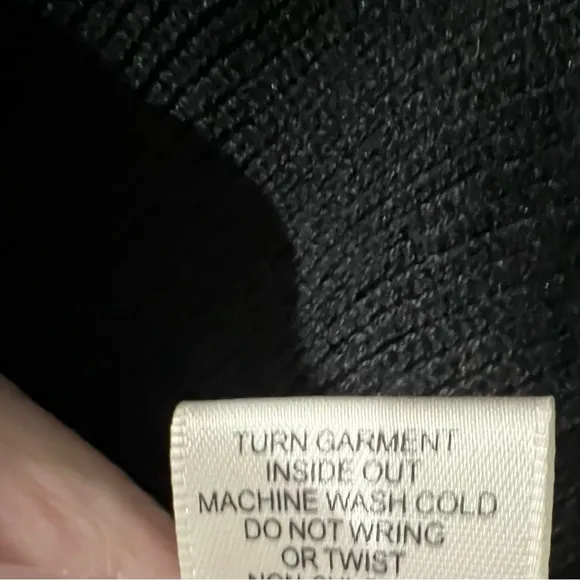 TURN GARMENT
INSIDE OUT
MACHINE WASH COLD
DO NOT WRING
OR TWIST